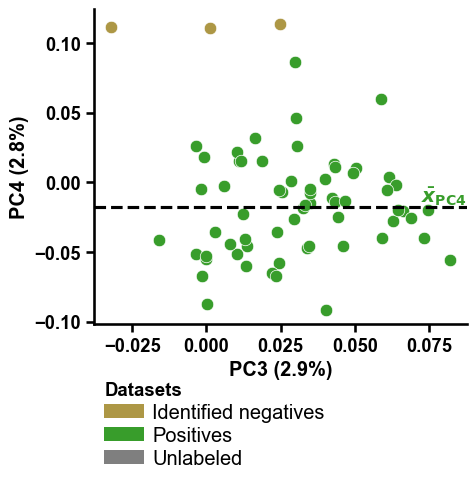 PC4 (2.8%)
0.10
0.05
0.00
−0.05
−0.10
x̄PC4
−0.025 0.000 0.025 0.050 0.075
PC3 (2.9%)
Datasets
Identified negatives
Positives
Unlabeled